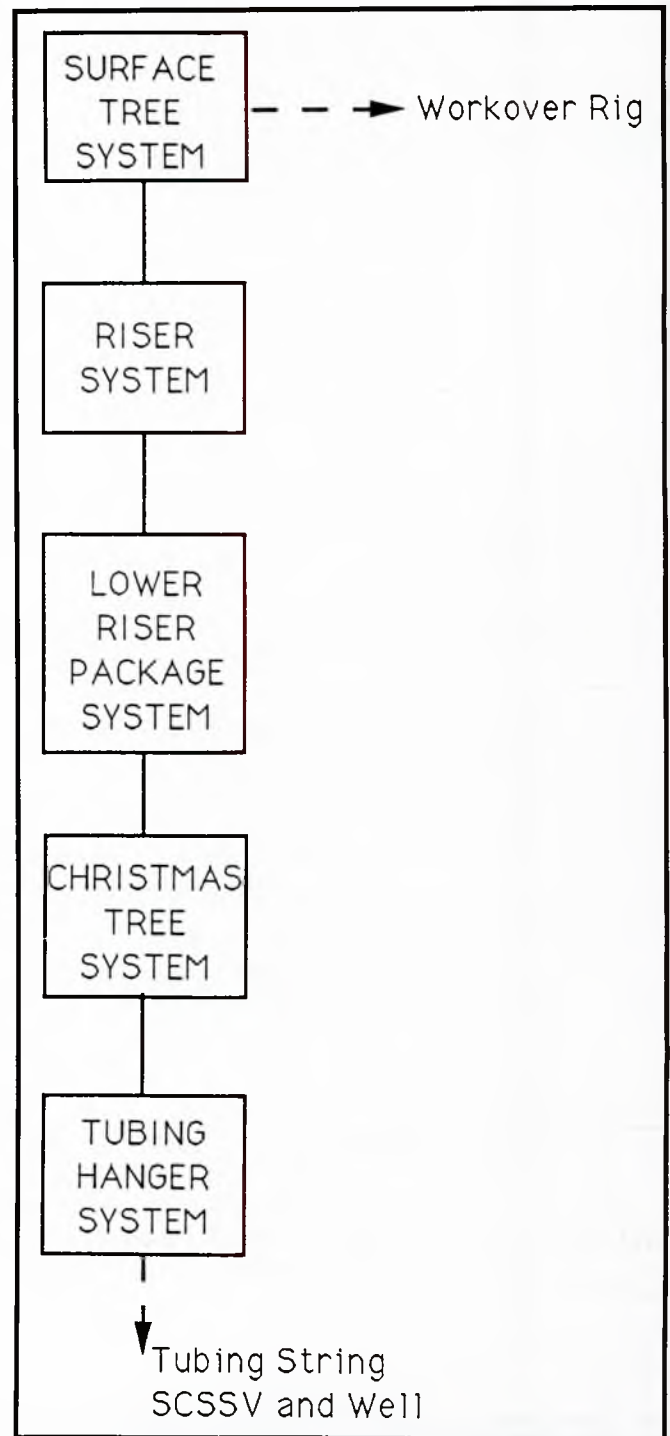 SURFACE
TREE
SYSTEM
Workover Rig
RISER
SYSTEM
LOWER
RISER
PACKAGE
SYSTEM
CHRISTMAS
TREE
SYSTEM
TUBING
HANGER
SYSTEM
Tubing String
SCSSV and Well